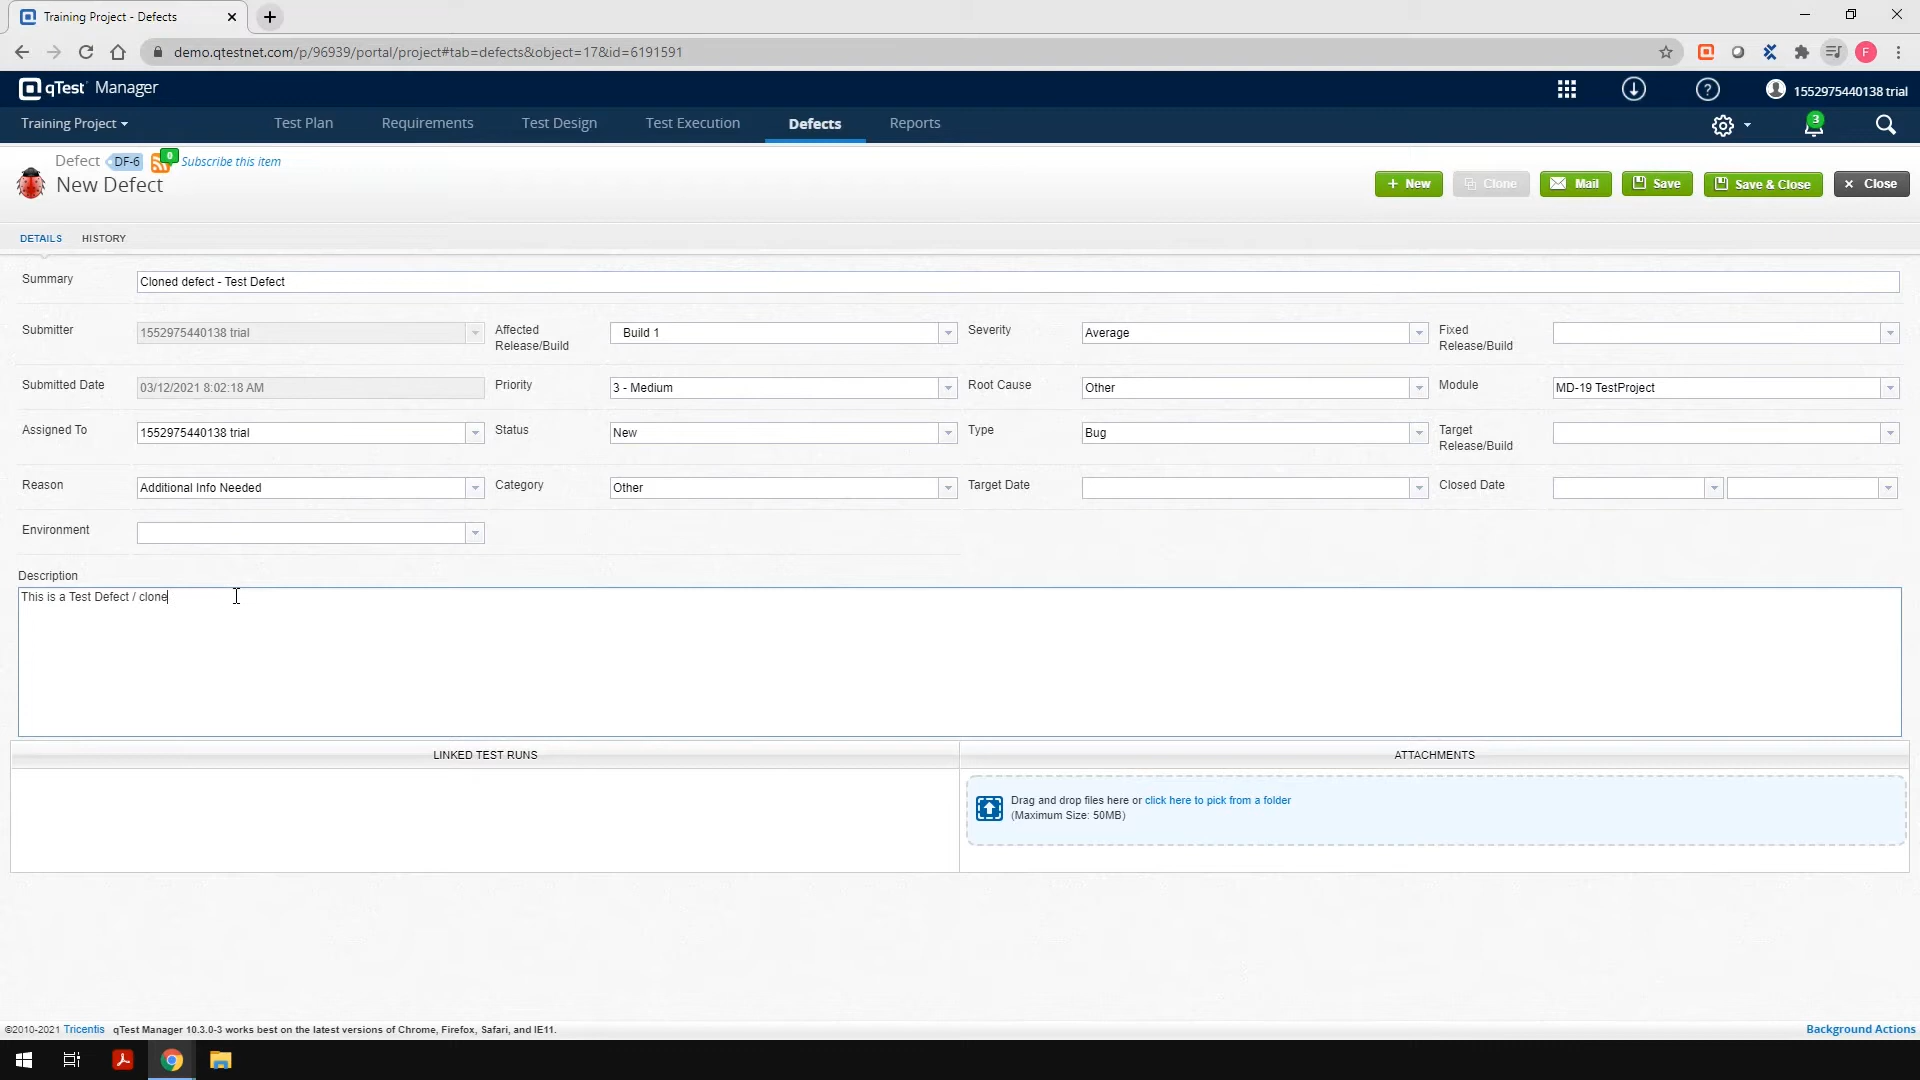 Training Project - Defects
demo.qtestnet.com/p/96939/portal/project#tab=defects&object=17&id=6191591
F
qTest Manager
?
1552975440138 trial
Training Project
Test Plan
Requirements
Test Design
Test Execution
Defects
Reports
3
Defect
DF-6
0
Subscribe this item
New Defect
+ New
Clone
Mail
Save
Save & Close
× Close
DETAILS
HISTORY
Summary
Cloned defect - Test Defect
Submitter
1552975440138 trial
Affected
Release/Build
Build 1
Severity
Average
Fixed
Release/Build
Submitted Date
03/12/2021 8:02:18 AM
Priority
3 - Medium
Root Cause
Other
Module
MD-19 TestProject
Assigned To
1552975440138 trial
Status
New
Type
Bug
Target
Release/Build
Reason
Additional Info Needed
Category
Other
Target Date
Closed Date
Environment
Description
This is a Test Defect / clone
LINKED TEST RUNS
ATTACHMENTS
Drag and drop files here or click here to pick from a folder
(Maximum Size: 50MB)
©2010-2021 Tricentis qTest Manager 10.3.0-3 works best on the latest versions of Chrome, Firefox, Safari, and IE11.
Background Actions